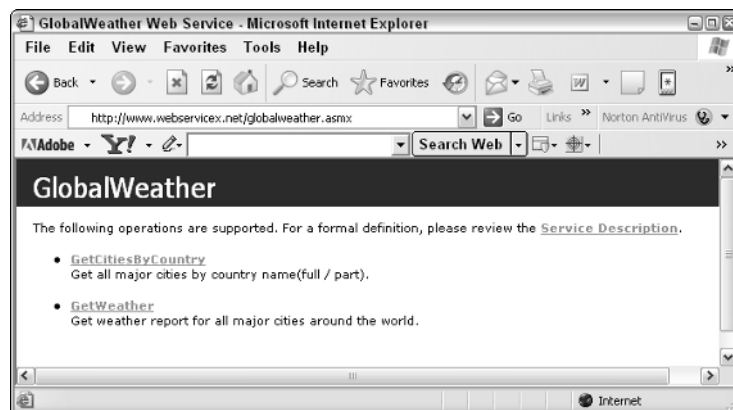 GlobalWeather Web Service - Microsoft Internet Explorer
File Edit View Favorites Tools Help
Back Search Favorites W
Address http://www.webservicex.net/globalweather.asmx Go Links Norton AntiVirus
Adobe Y! Search Web
GlobalWeather
The following operations are supported. For a formal definition, please review the Service Description.
• GetCitiesByCountry
Get all major cities by country name(full / part).
• GetWeather
Get weather report for all major cities around the world.
Internet